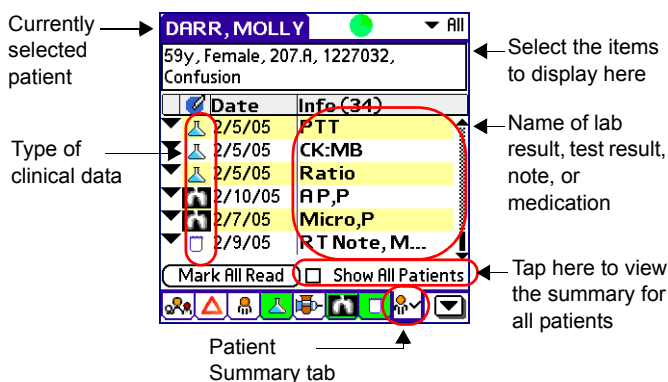 Currently
selected
patient
DARR, MOLLY
All
59y, Female, 207.A, 1227032,
Confusion
Select the items
to display here
Date Info (34)
2/5/05 PTT
2/5/05 CK:MB
2/5/05 Ratio
2/10/05 A P,P
2/7/05 Micro,P
2/9/05 RT Note, M...
Type of
clinical data
Name of lab
result, test result,
note, or
medication
Mark All Read Show All Patients
Tap here to view
the summary for
all patients
Patient
Summary tab